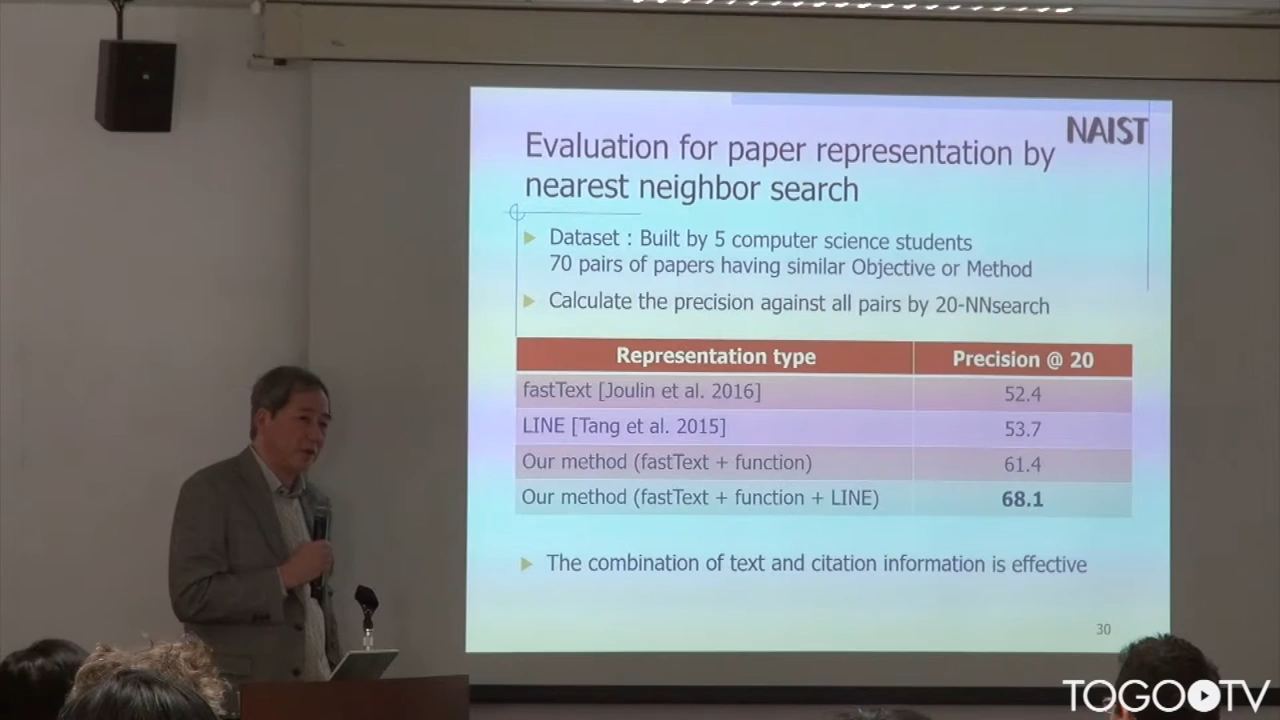 NAIST
Evaluation for paper representation by
nearest neighbor search
Dataset : Built by 5 computer science students
70 pairs of papers having similar Objective or Method
Calculate the precision against all pairs by 20-NNsearch
Representation type Precision @ 20
fastText [Joulin et al. 2016] 52.4
LINE [Tang et al. 2015] 53.7
Our method (fastText + function) 61.4
Our method (fastText + function + LINE) 68.1
The combination of text and citation information is effective
30
TOGOTV